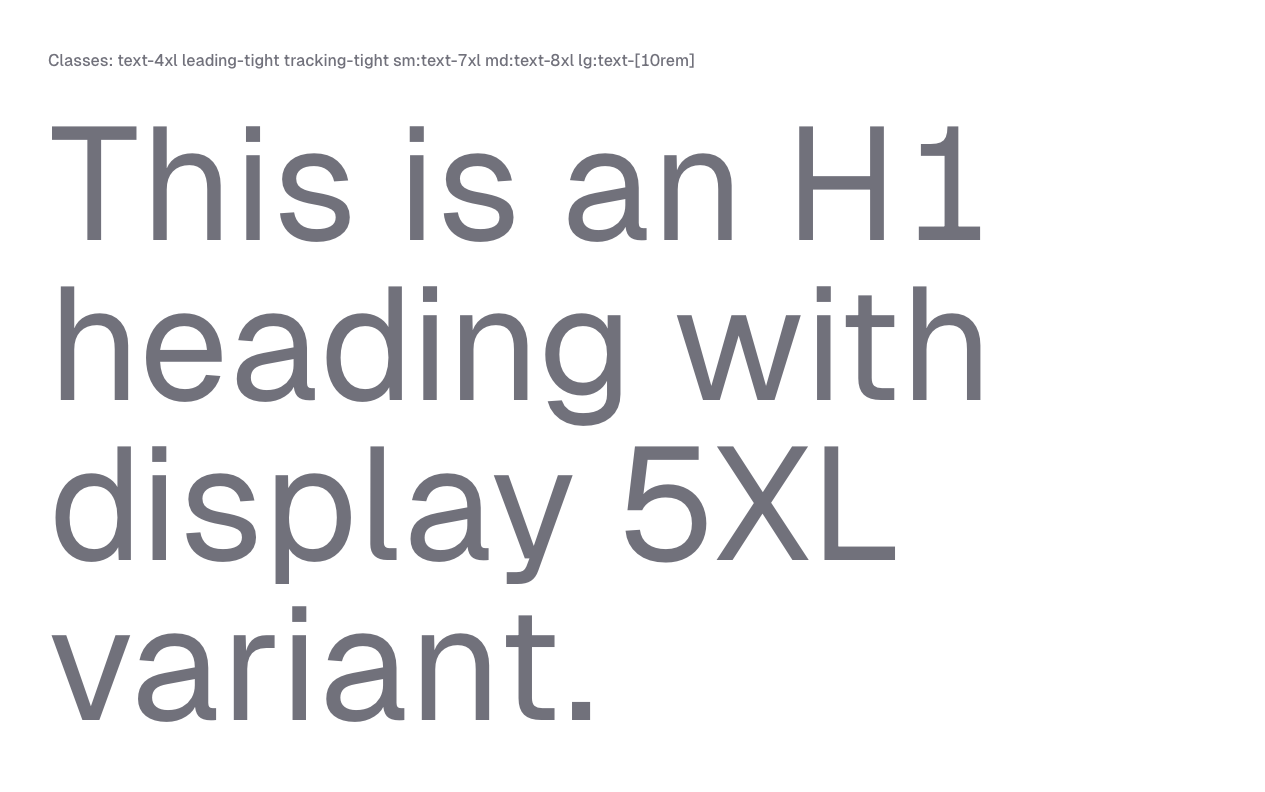 Classes: text-4xl leading-tight tracking-tight sm:text-7xl md:text-8xl lg:text-[10rem]
This is an H1
heading with
display 5XL
variant.